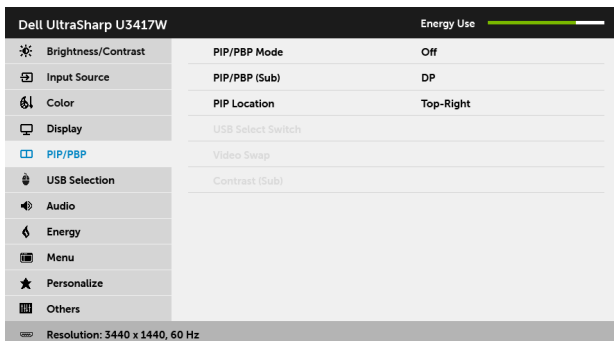 Dell UltraSharp U3417W Energy Use
Brightness/Contrast PIP/PBP Mode Off
Input Source PIP/PBP (Sub) DP
Color PIP Location Top-Right
Display USB Select Switch
PIP/PBP Video Swap
USB Selection Contrast (Sub)
Audio
Energy
Menu
Personalize
Others
Resolution: 3440 x 1440, 60 Hz